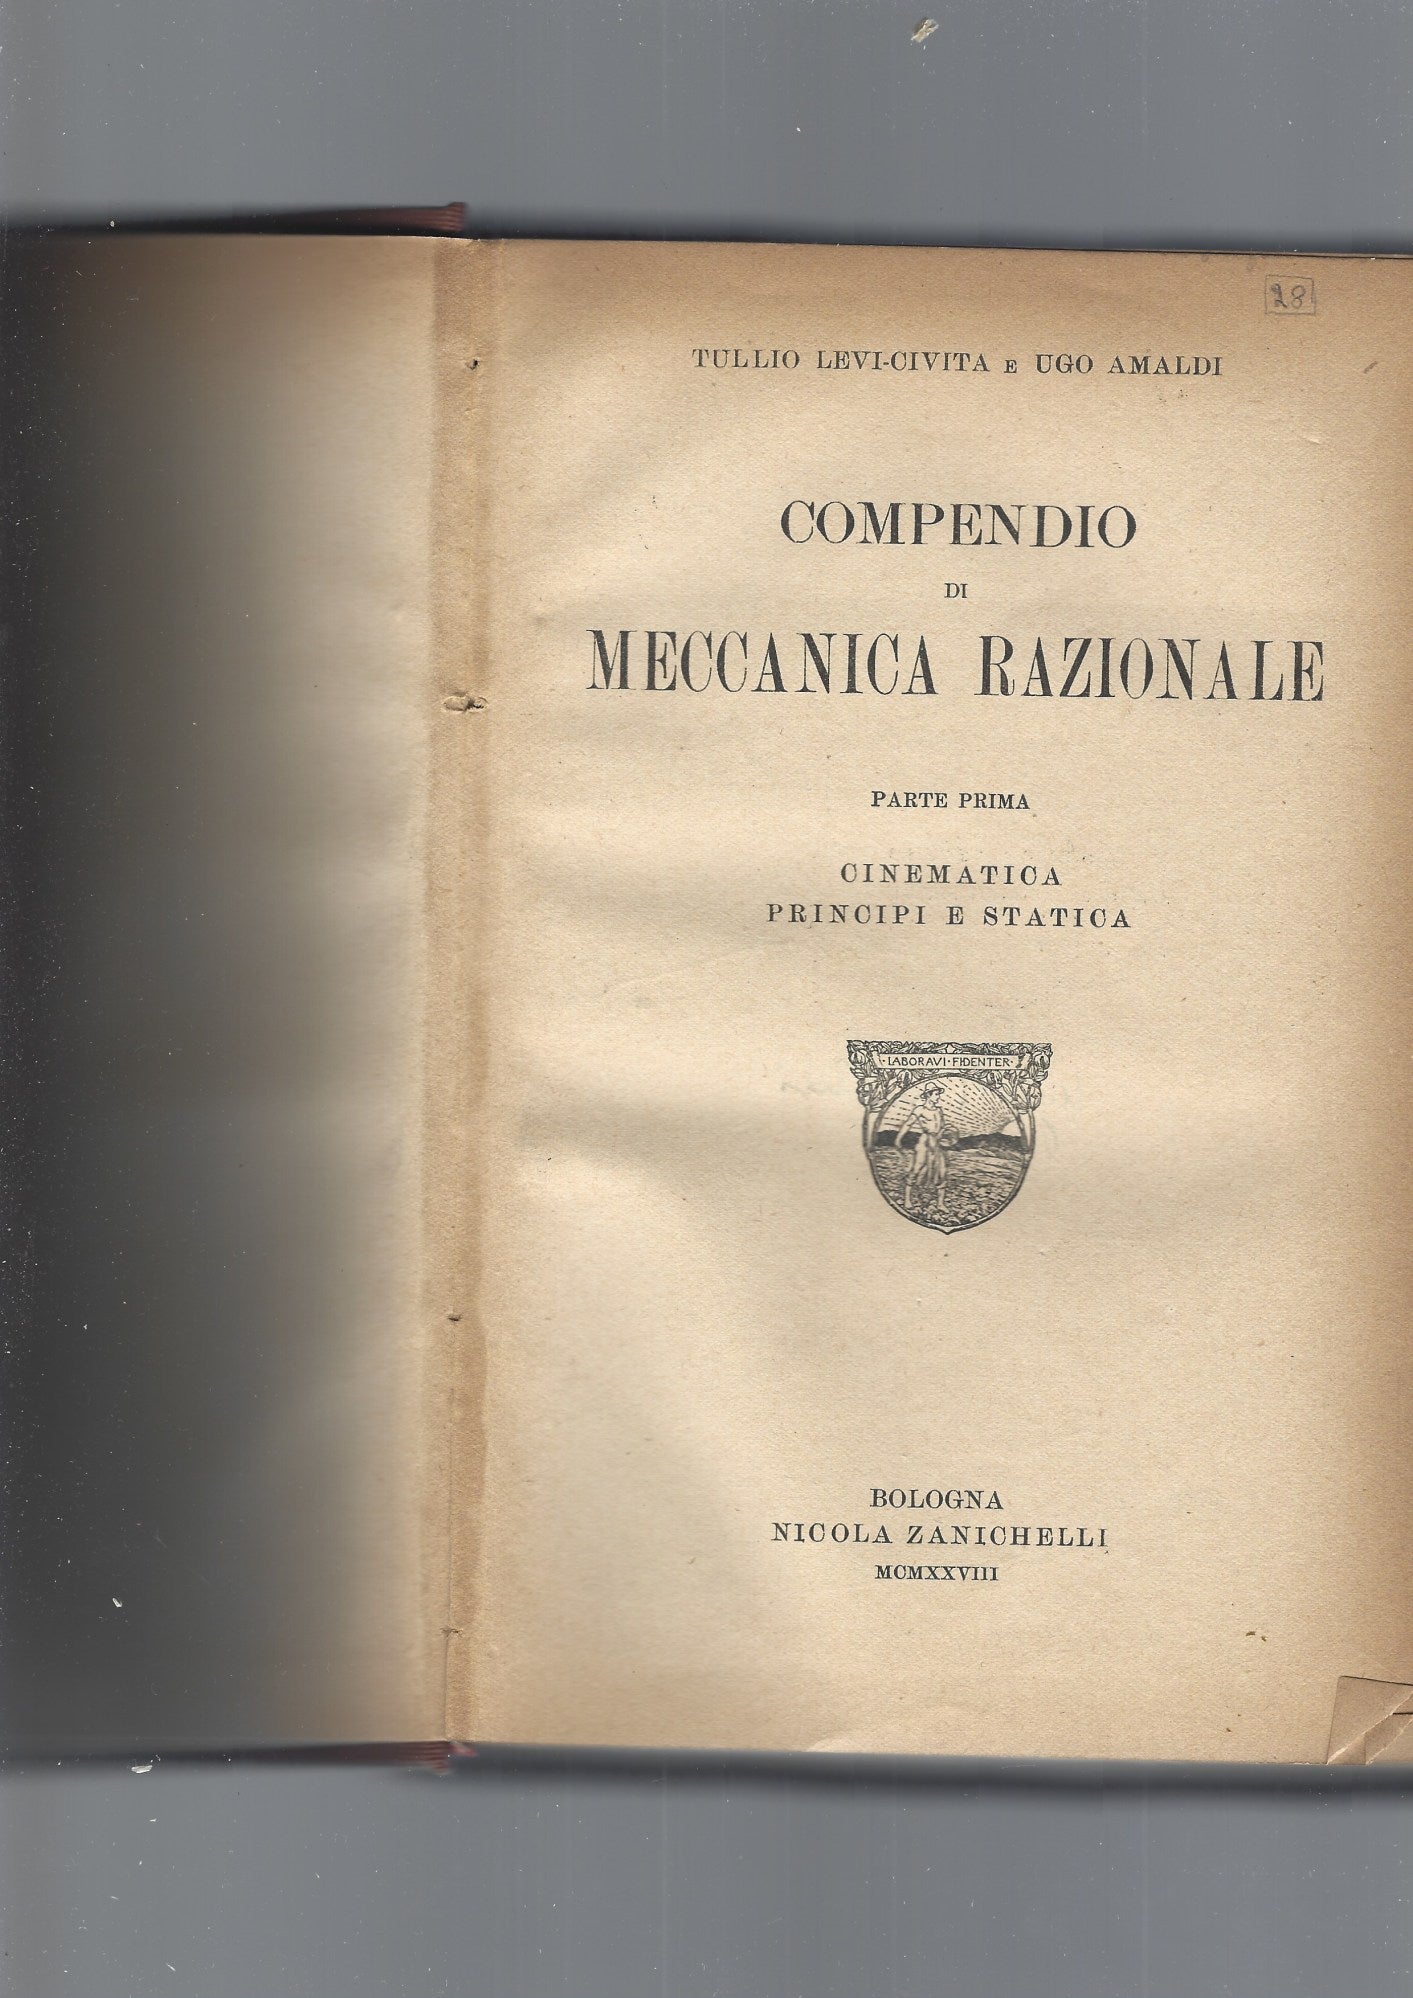 28
TULLIO LEVI-CIVITA E UGO AMALDI
COMPENDIO
DI
MECCANICA RAZIONALE
PARTE PRIMA
CINEMATICA
PRINCIPI E STATICA
·LABORAVI·FIDENTER·
BOLOGNA
NICOLA ZANICHELLI
MCMXXVIII